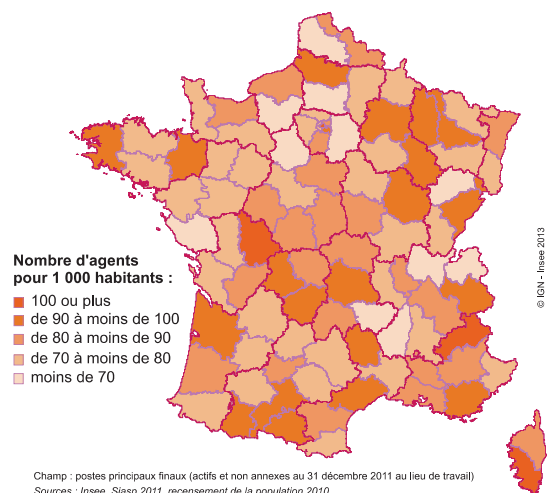 Nombre d'agents
pour 1 000 habitants :
100 ou plus
de 90 à moins de 100
de 80 à moins de 90
de 70 à moins de 80
moins de 70
© IGN - Insee 2013
Champ : postes principaux finaux (actifs et non annexes au 31 décembre 2011 au lieu de travail)
Sources : Insee, Siasp 2011, recensement de la population 2010